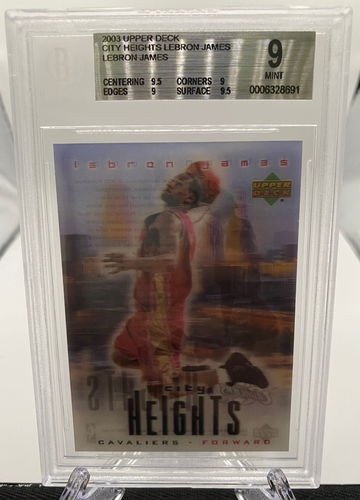 2003 UPPER DECK
CITY HEIGHTS LEBRON JAMES
LEBRON JAMES
CENTERING 9.5 CORNERS 9
EDGES 9 SURFACE 9.5
9
MINT
0006328691
lebron james
UPPER
DECK
city
HEIGHTS
CAVALIERS - FORWARD